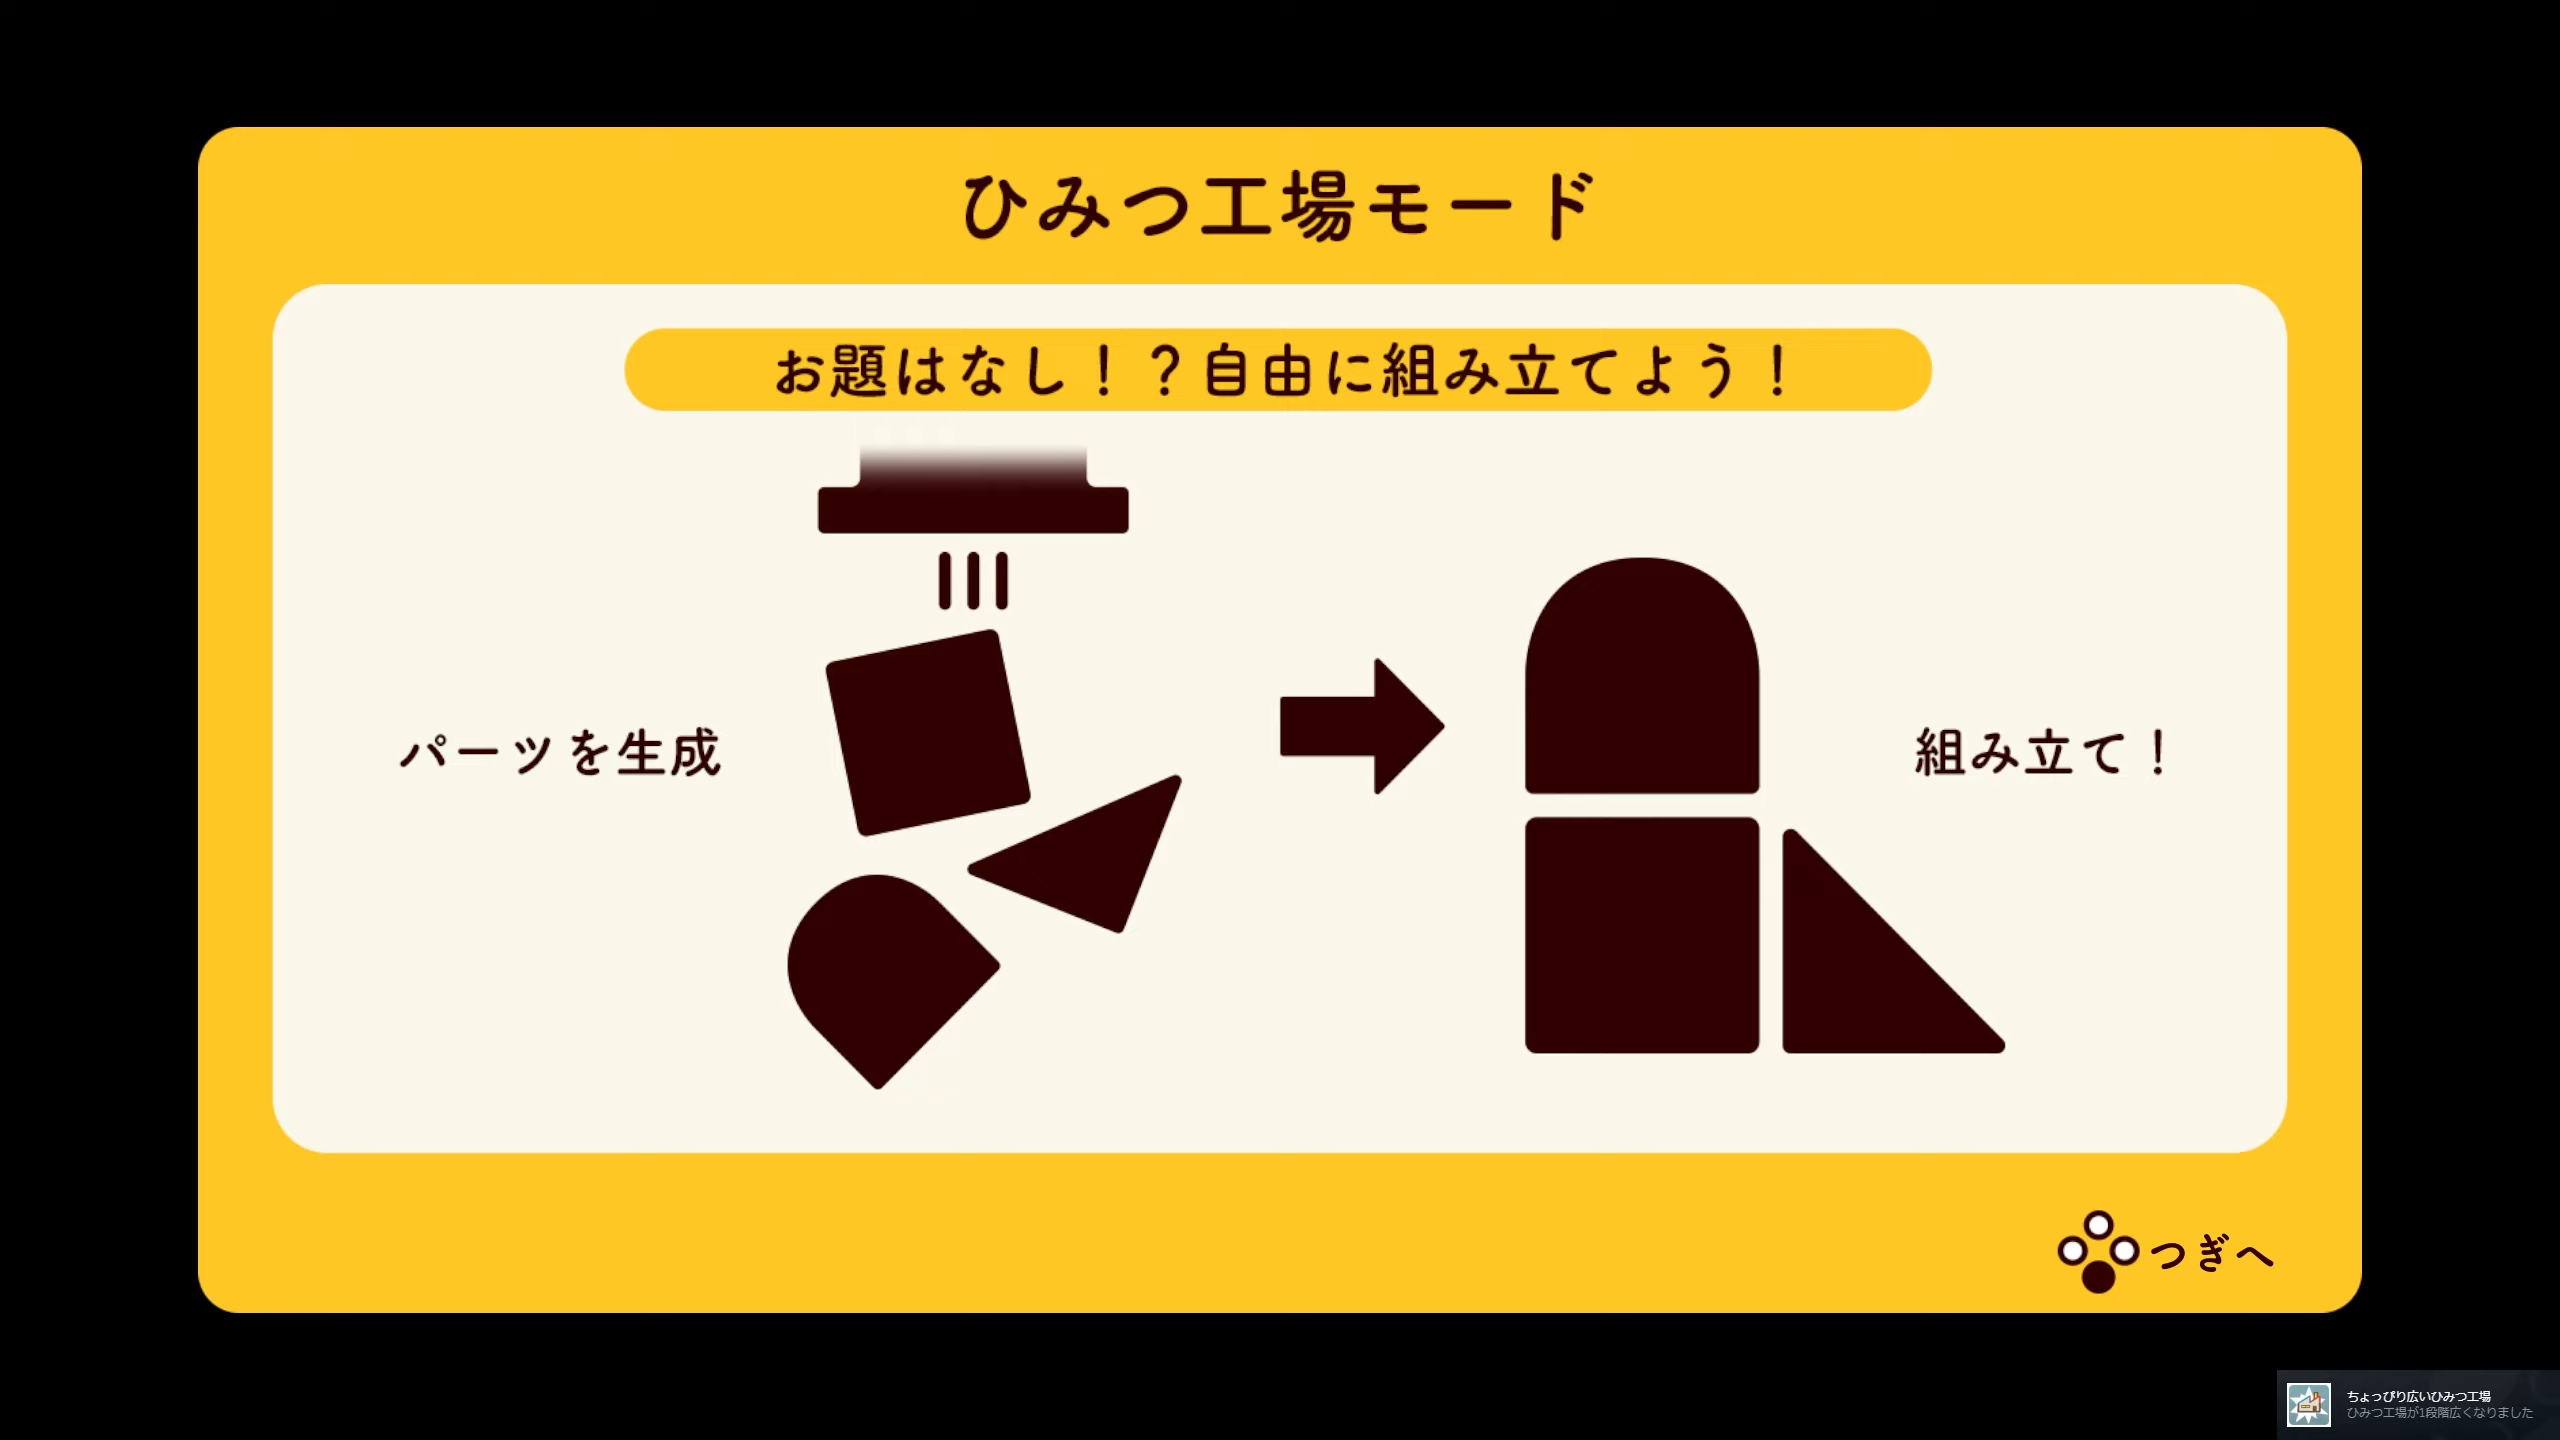 ひみつ工場モード
お題はなし！？自由に組み立てよう！
パーツを生成
組み立て！
つぎへ
ちょっぴり広いひみつ工場
ひみつ工場が1段階広くなりました